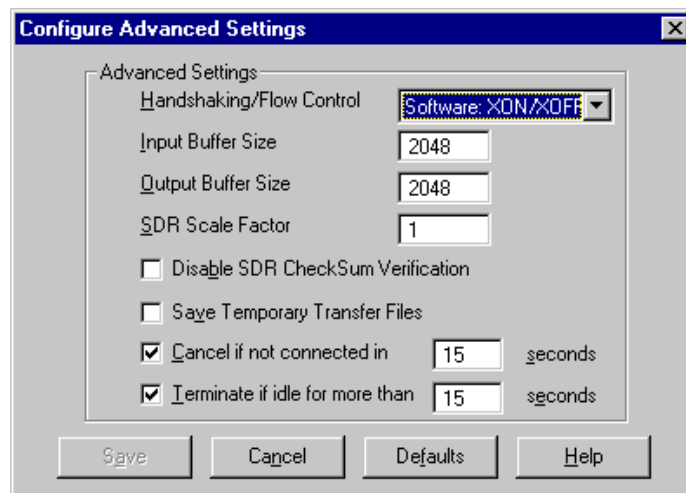 Configure Advanced Settings
Advanced Settings
Handshaking/Flow Control Software: XON/XOFF
Input Buffer Size 2048
Output Buffer Size 2048
SDR Scale Factor 1
Disable SDR CheckSum Verification
Save Temporary Transfer Files
Cancel if not connected in 15 seconds
Terminate if idle for more than 15 seconds
Save Cancel Defaults Help